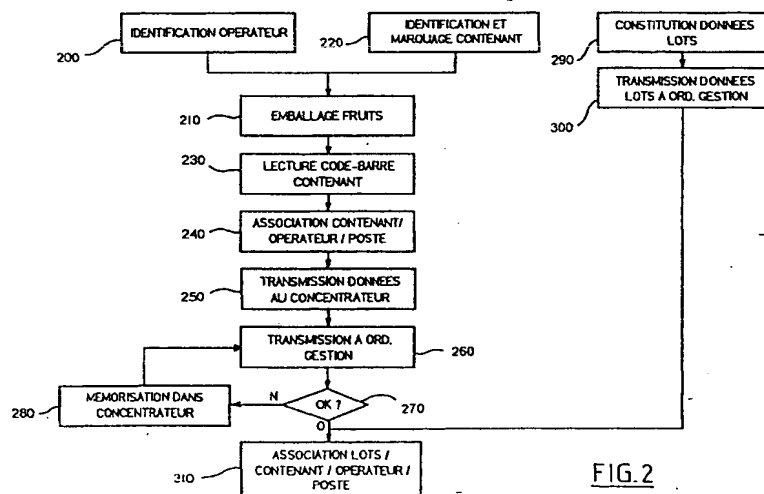 IDENTIFICATION OPERATEUR
200
220
IDENTIFICATION ET
MARQUAGE CONTENANT
CONSTITUTION DONNEES
LOTS
290
TRANSMISSION DONNEES
LOTS A ORD. GESTION
300
210
EMBALLAGE FRUITS
230
LECTURE CODE-BARRE
CONTENANT
240
ASSOCIATION CONTENANT/
OPERATEUR / POSTE
250
TRANSMISSION DONNEES
AU CONCENTRATEUR
TRANSMISSION A ORD.
GESTION
260
280
MEMORISATION DANS
CONCENTRATEUR
N
OK ?
270
O
310
ASSOCIATION LOTS /
CONTENANT / OPERATEUR /
POSTE
FIG.2